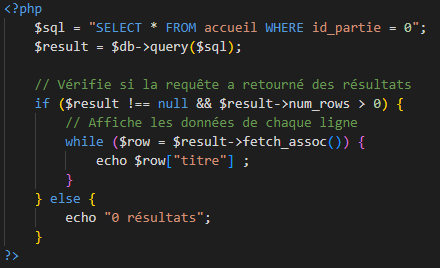 <?php
$sql = "SELECT * FROM accueil WHERE id_partie = 0";
$result = $db->query($sql);
// Vérifie si la requête a retourné des résultats
if ($result !== null && $result->num_rows > 0) {
// Affiche les données de chaque ligne
while ($row = $result->fetch_assoc()) {
echo $row["titre"] ;
}
} else {
echo "0 résultats";
}
?>